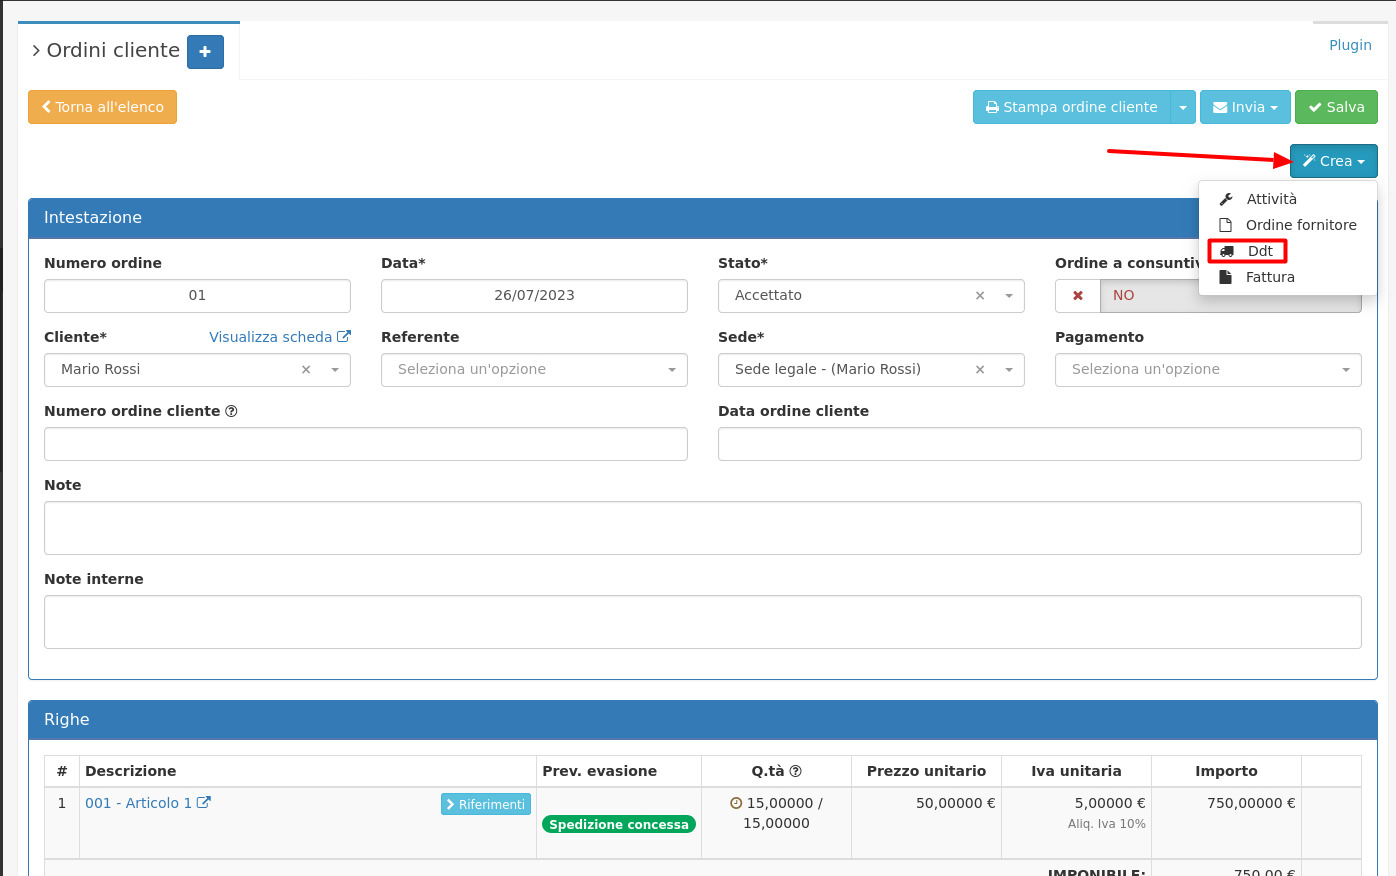 Ordini cliente
Plugin
Torna all'elenco
Stampa ordine cliente
Invia
Salva
Crea
Attività
Ordine fornitore
Ddt
Fattura
Intestazione
Numero ordine
Data*
Stato*
Ordine a consuntiv
01
26/07/2023
Accettato
NO
Cliente*
Visualizza scheda
Referente
Sede*
Pagamento
Mario Rossi
Seleziona un'opzione
Sede legale - (Mario Rossi)
Seleziona un'opzione
Numero ordine cliente
Data ordine cliente
Note
Note interne
Righe
# Descrizione Prev. evasione Q.tà Prezzo unitario Iva unitaria Importo
1 001 - Articolo 1 Riferimenti 15,00000 / 50,00000 € 5,00000 € 750,00000 €
Spedizione concessa 15,00000 Aliq. Iva 10%
IMPONIBILE: 750,00 €